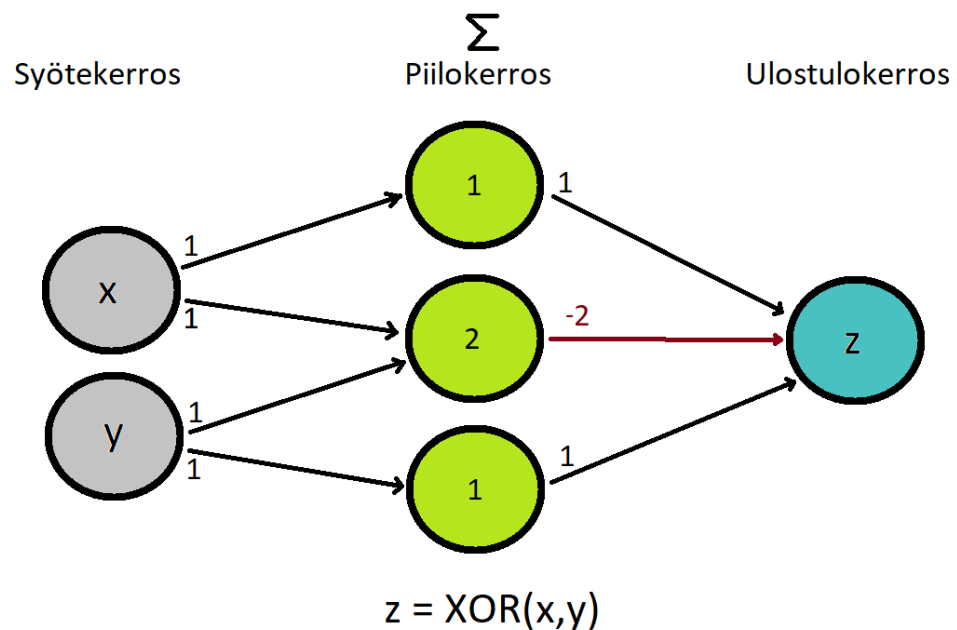 Σ
Syötekerros Piilokerros Ulostulokerros
1 1
x 1
1
2 -2 z
y 1
1
1 1
z = XOR(x,y)